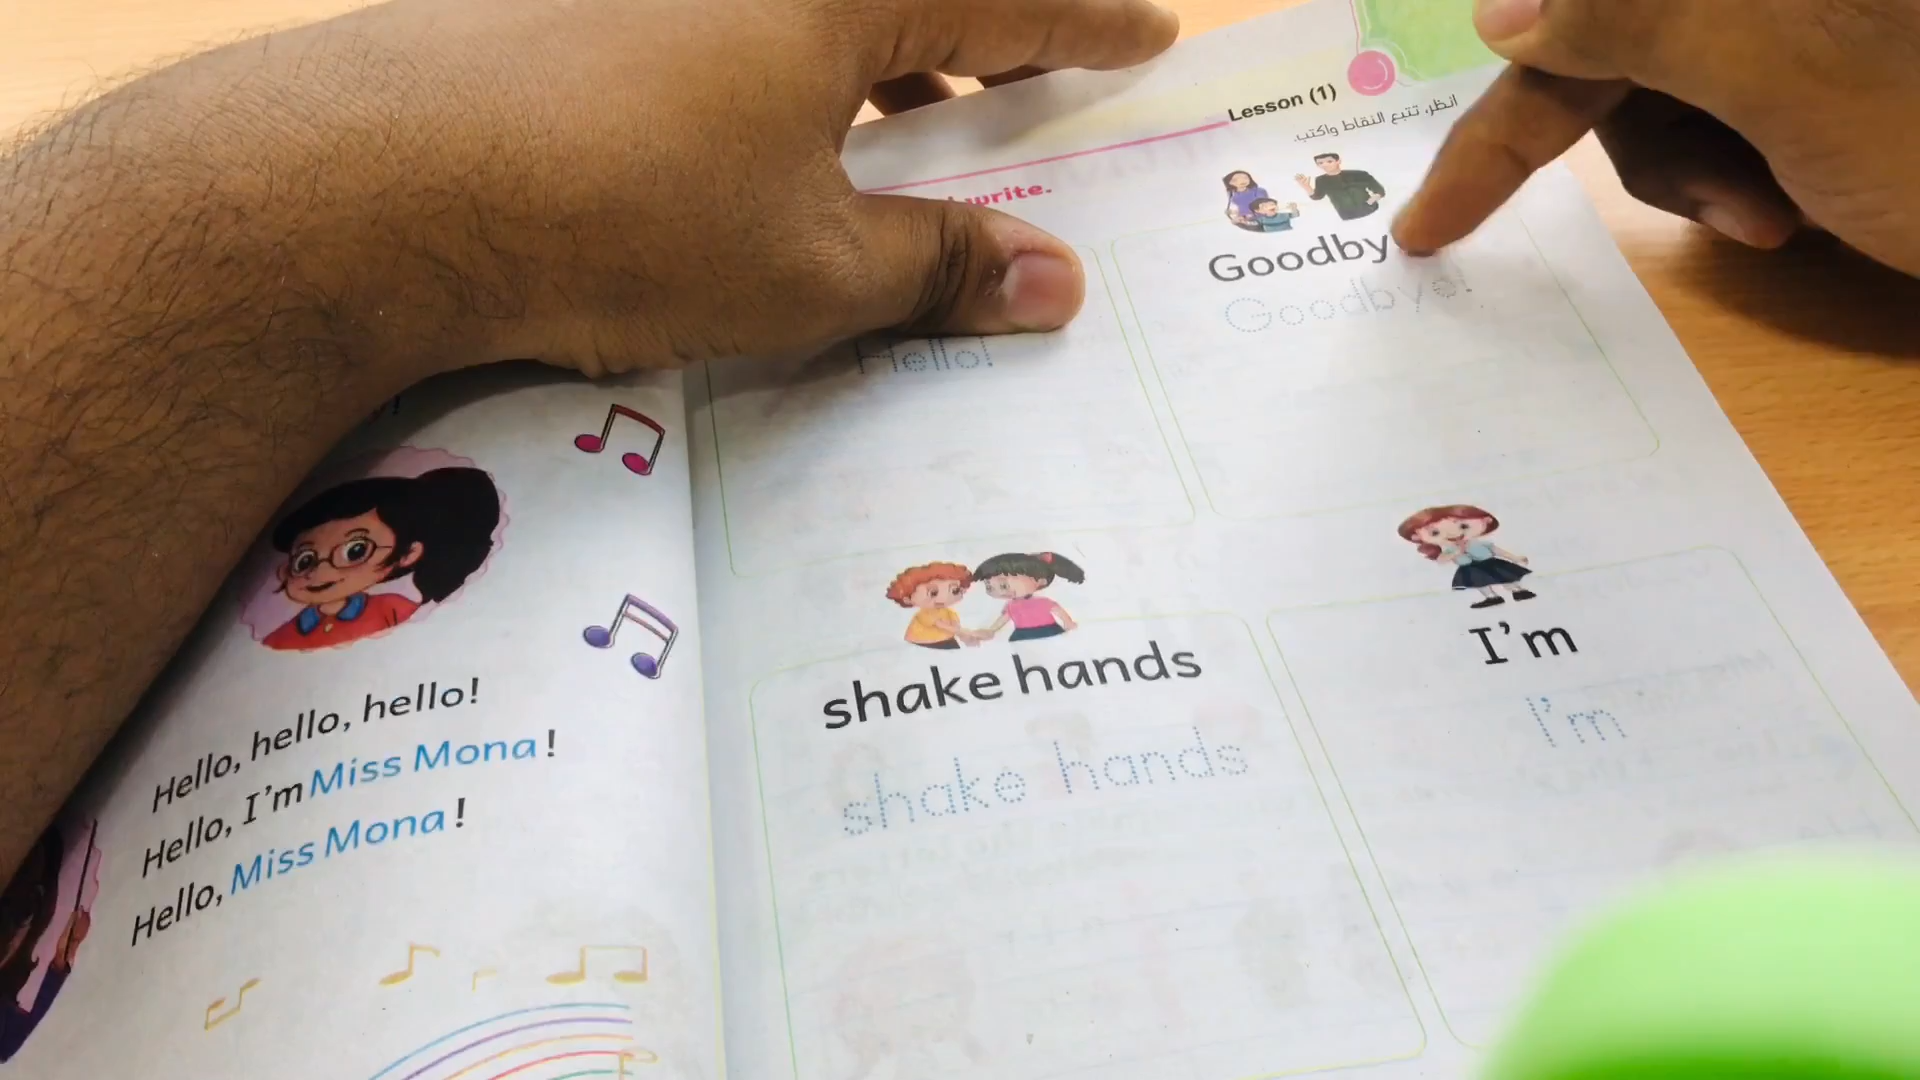 Hello, hello, hello!
Hello, I'm Miss Mona!
Hello, Miss Mona!
Lesson (1)
انظر، تتبع النقاط واكتب.
write.
Hello!
Goodby
Goodbye!
shake hands
shake hands
I'm
I'm